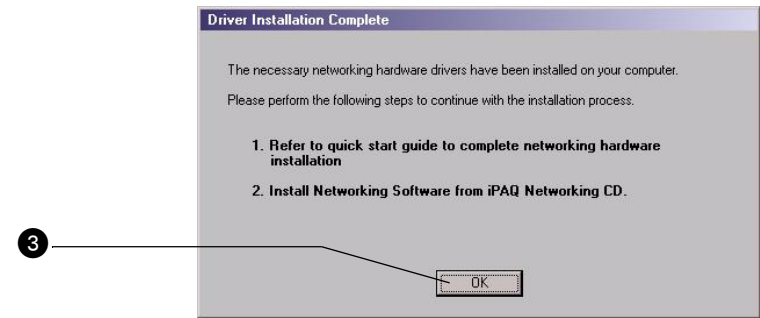 Driver Installation Complete
The necessary networking hardware drivers have been installed on your computer.
Please perform the following steps to continue with the installation process.
1. Refer to quick start guide to complete networking hardware
installation
2. Install Networking Software from iPAQ Networking CD.
3
OK